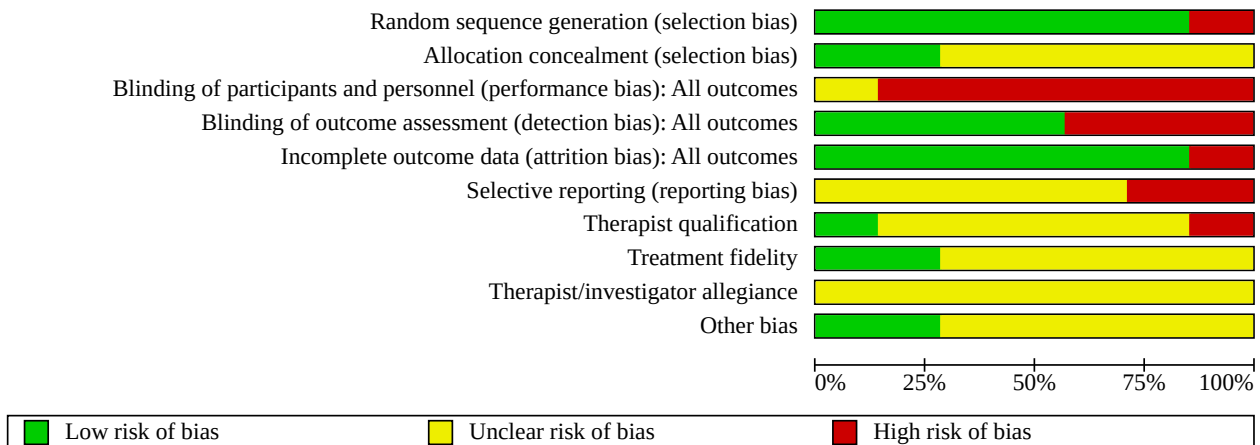 Random sequence generation (selection bias)
Allocation concealment (selection bias)
Blinding of participants and personnel (performance bias): All outcomes
Blinding of outcome assessment (detection bias): All outcomes
Incomplete outcome data (attrition bias): All outcomes
Selective reporting (reporting bias)
Therapist qualification
Treatment fidelity
Therapist/investigator allegiance
Other bias
0% 25% 50% 75% 100%
Low risk of bias Unclear risk of bias High risk of bias